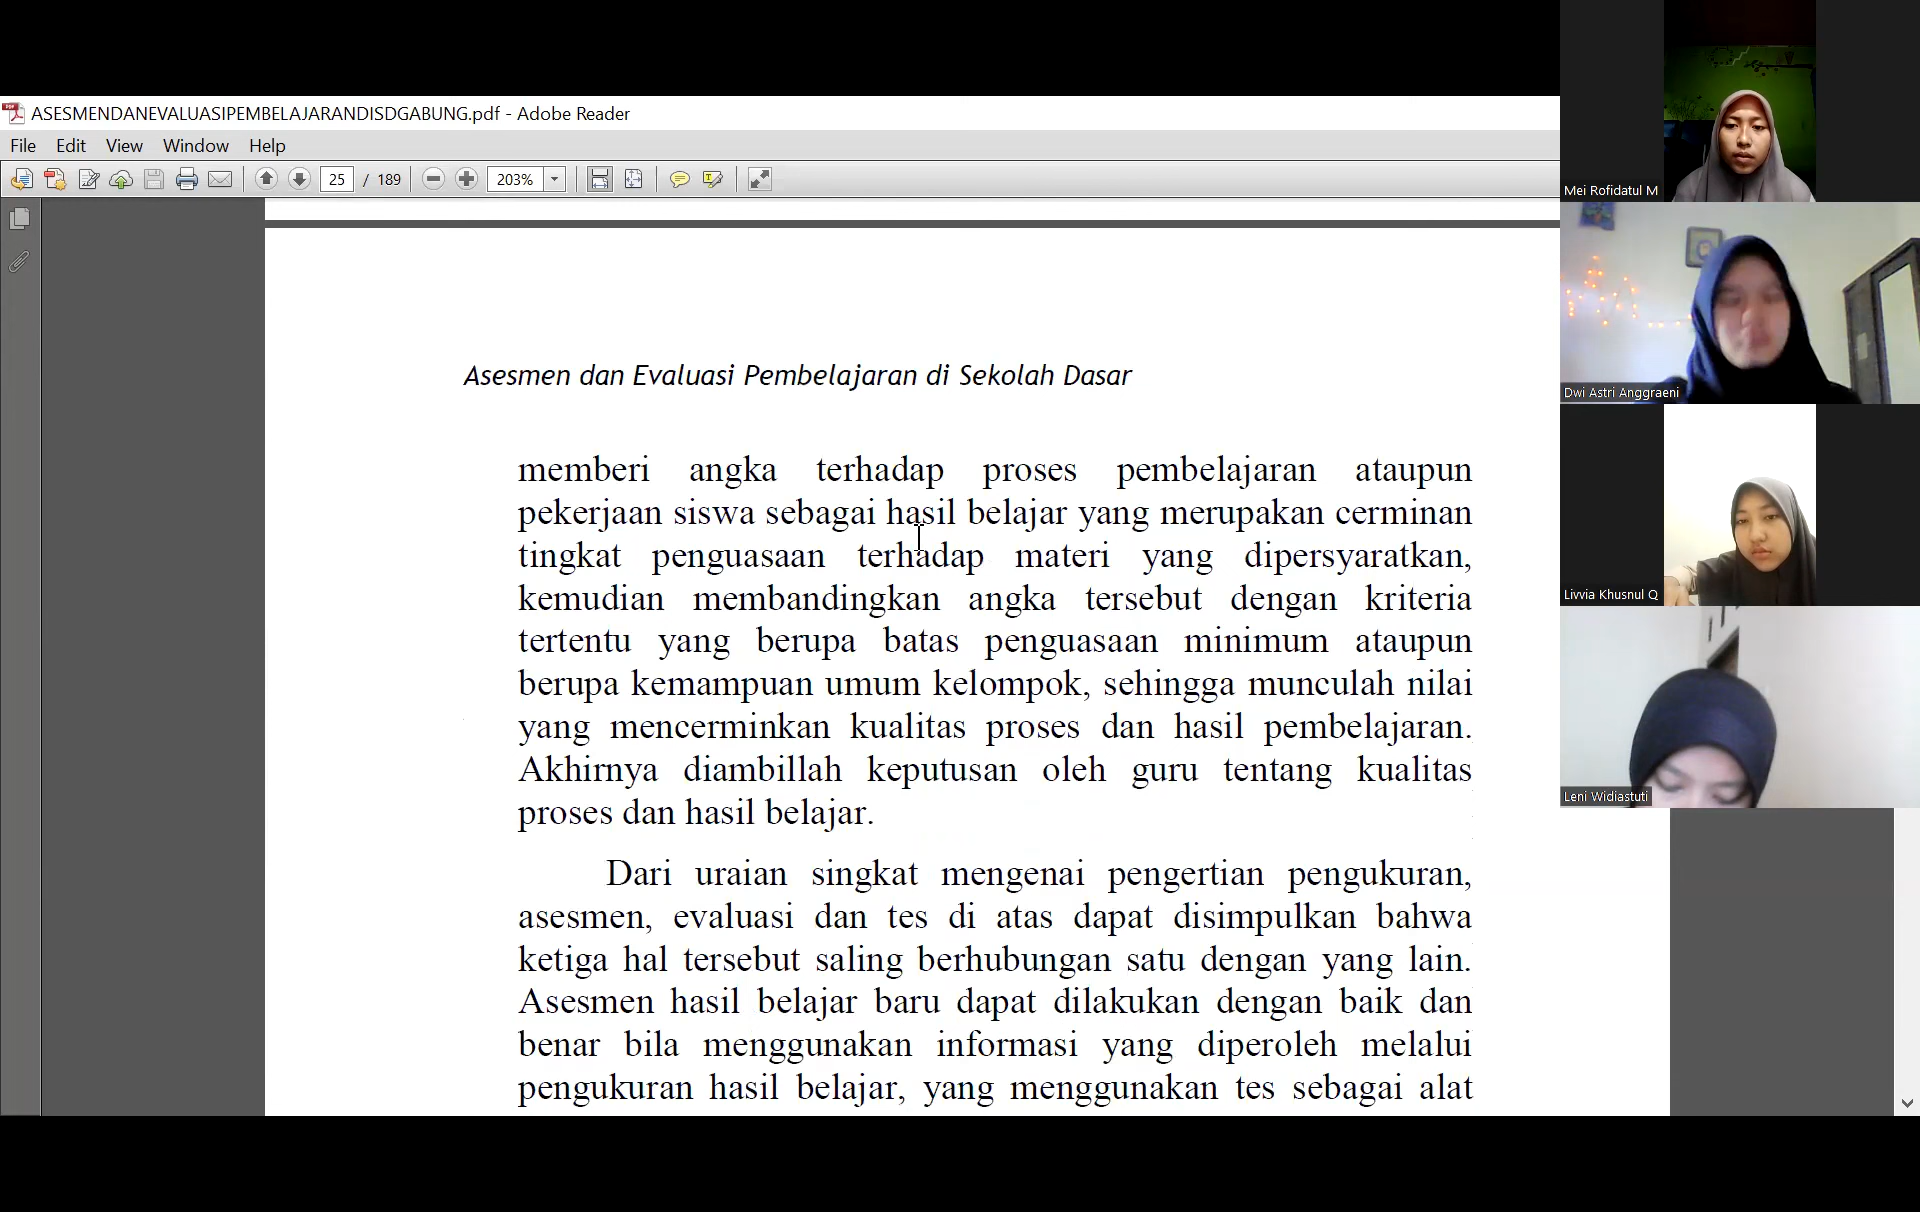 ASESMENDANEVALUASIPEMBELAJARANDISDGABUNG.pdf - Adobe Reader
File Edit View Window Help
25 / 189 203%
Asesmen dan Evaluasi Pembelajaran di Sekolah Dasar
memberi angka terhadap proses pembelajaran ataupun
pekerjaan siswa sebagai hasil belajar yang merupakan cerminan
tingkat penguasaan terhadap materi yang dipersyaratkan,
kemudian membandingkan angka tersebut dengan kriteria
tertentu yang berupa batas penguasaan minimum ataupun
berupa kemampuan umum kelompok, sehingga munculah nilai
yang mencerminkan kualitas proses dan hasil pembelajaran.
Akhirnya diambillah keputusan oleh guru tentang kualitas
proses dan hasil belajar.
Dari uraian singkat mengenai pengertian pengukuran,
asesmen, evaluasi dan tes di atas dapat disimpulkan bahwa
ketiga hal tersebut saling berhubungan satu dengan yang lain.
Asesmen hasil belajar baru dapat dilakukan dengan baik dan
benar bila menggunakan informasi yang diperoleh melalui
pengukuran hasil belajar, yang menggunakan tes sebagai alat
Mei Rofidatul M
Dwi Astri Anggraeni
Livvia Khusnul Q
Leni Widiastuti